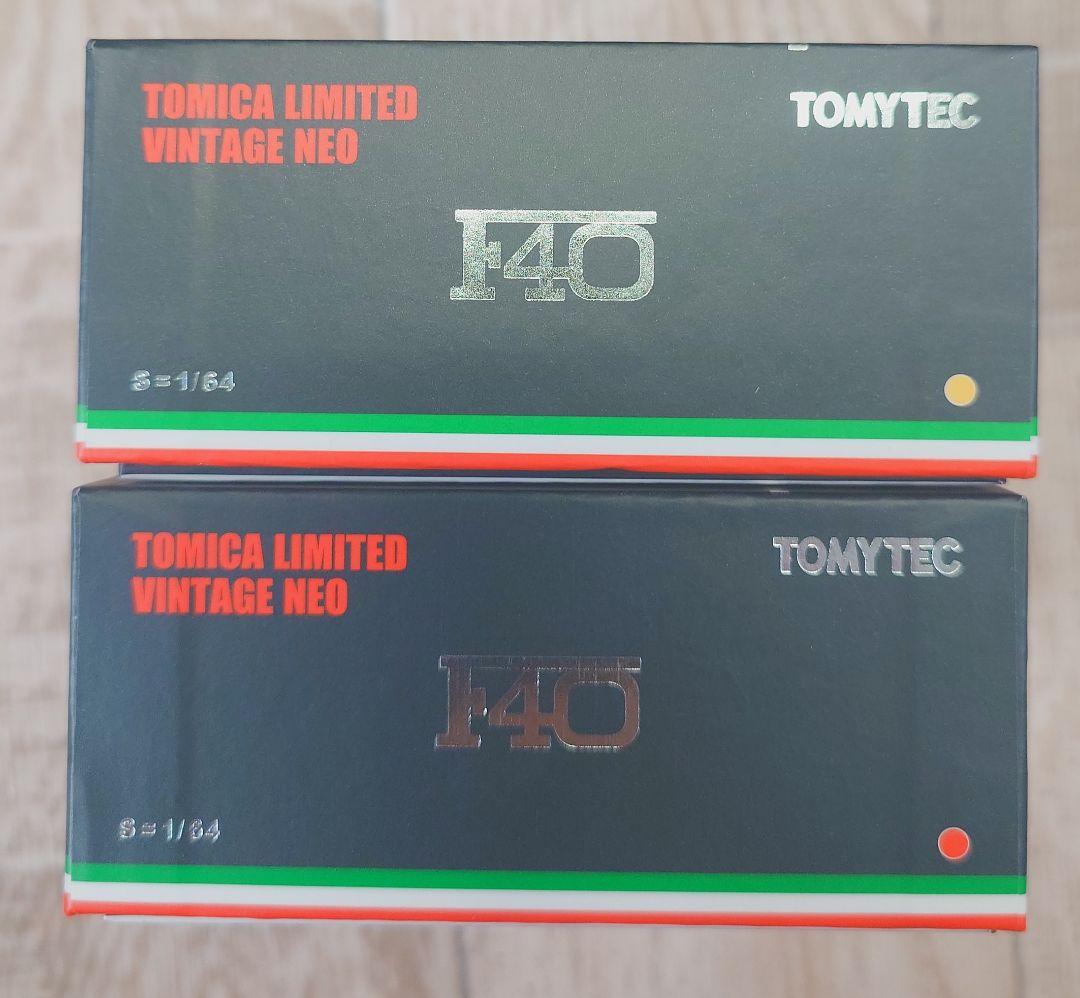 TOMICA LIMITED
VINTAGE NEO
TOMYTEC
F40
S=1/64
TOMICA LIMITED
VINTAGE NEO
TOMYTEC
F40
S=1/64